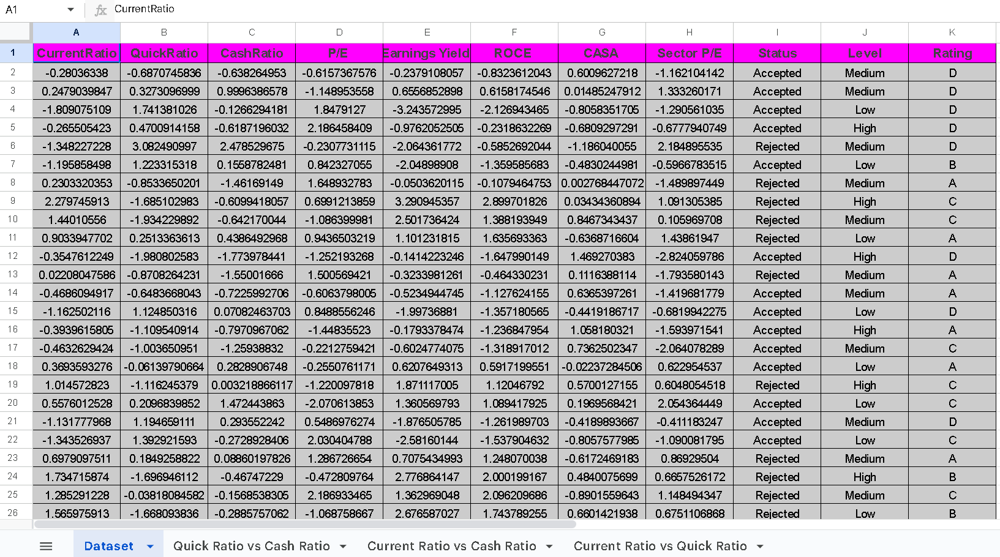 A1 fx CurrentRatio
A B C D E F G H I J K
1 CurrentRatio QuickRatio CashRatio P/E Earnings Yield ROCE CASA Sector P/E Status Level Rating
2 -0.28036338 -0.6870745836 -0.638264953 -0.6157367576 -0.2379108057 -0.8323612043 0.6009627218 -1.162104142 Accepted Medium D
3 0.2479039847 0.3273096999 0.9996386578 -1.148953558 0.6556852898 0.6158174546 0.01485247912 1.333260171 Accepted Medium D
4 -1.809075109 1.741381026 -0.1266294181 1.8479127 -3.243572995 -2.126943465 -0.8058351705 -1.290561035 Accepted Low D
5 -0.265505423 0.4700914158 -0.6187196032 2.186458409 -0.9762052505 -0.2318632269 -0.6809297291 -0.6777940749 Accepted High D
6 -1.348227228 3.082490997 2.478529675 -0.2307731115 -2.064361772 -0.5852692044 -1.186040055 2.184895535 Rejected Medium D
7 -1.195858498 1.223315318 0.1558782481 0.842327055 -2.04898908 -1.359585683 -0.4830244981 -0.5966783515 Accepted Low B
8 0.2303320353 -0.8533650201 -1.46169149 1.648932783 -0.0503620115 -0.1079464753 0.002768447072 -1.489897449 Rejected Medium A
9 2.279745913 -1.685102983 -0.6099418057 0.6991213859 3.290945357 2.899701826 0.03434360894 1.091305385 Rejected High C
10 1.44010556 -1.934229892 -0.642170044 -1.086399981 2.501736424 1.388193949 0.8467343437 0.105969708 Rejected Medium C
11 0.9033947702 0.2513363613 0.4386492968 0.9436503219 1.101231815 1.635693363 -0.6368716604 1.43861947 Rejected Low A
12 -0.3547612249 -1.980802583 -1.773978441 -1.252193268 -0.1414223246 -1.647990149 1.469270383 -2.824059786 Accepted High D
13 0.02208047586 -0.8708264231 -1.55001666 1.500569421 -0.3233981261 -0.464330231 0.1116388114 -1.793580143 Rejected Medium A
14 -0.4686094917 -0.6483668043 -0.7225992706 -0.6063798005 -0.5234944745 -1.127624155 0.6365397261 -1.419681779 Accepted Medium A
15 -1.162502116 1.124850316 0.07082463703 0.8488556246 -1.99736881 -1.357180565 -0.4419186717 -0.6819942275 Accepted Low D
16 -0.3939615805 -1.109540914 -0.7970967062 -1.44835523 -0.1793378474 -1.236847954 1.058180321 -1.593971541 Accepted High A
17 -0.4632629424 -1.003650951 -1.25938832 -0.2212759421 -0.6024774075 -1.318917012 0.7362502347 -2.064078289 Accepted Medium C
18 0.3693593276 -0.06139790664 0.2828906748 -0.2550761171 0.6207649313 0.5917199551 -0.02237284506 0.622954537 Accepted Low A
19 1.014572823 -1.116245379 0.003218866117 -1.220097818 1.871117005 1.12046792 0.5700127155 0.6048054518 Rejected High C
20 0.5576012528 0.2096839852 1.472443863 -2.070613853 1.360569793 1.089417925 0.1969568421 2.054364449 Accepted Low C
21 -1.131777968 1.194659111 0.293552242 0.5486976274 -1.876505785 -1.261989703 -0.4189893667 -0.411183247 Accepted Medium D
22 -1.343526937 1.392921593 -0.2728928406 2.030404788 -2.58160144 -1.537904632 -0.8057577985 -1.090081795 Accepted Low C
23 0.6979097511 0.1849258822 0.08860197826 1.286726654 0.7075434993 1.248070038 -0.6172469183 0.86929504 Rejected Medium A
24 1.734715874 -1.696946112 -0.46747229 -0.472809764 2.776864147 2.000199167 0.4840075699 0.6657526172 Rejected High B
25 1.285291228 -0.03818084582 -0.1568538305 2.186933465 1.362969048 2.096209686 -0.8901559643 1.148494347 Rejected Medium C
26 1.565975913 -1.668093836 -0.2885757062 -1.068758667 2.676587027 1.743789255 0.6601421938 0.6751106868 Rejected Low B
Dataset Quick Ratio vs Cash Ratio Current Ratio vs Cash Ratio Current Ratio vs Quick Ratio